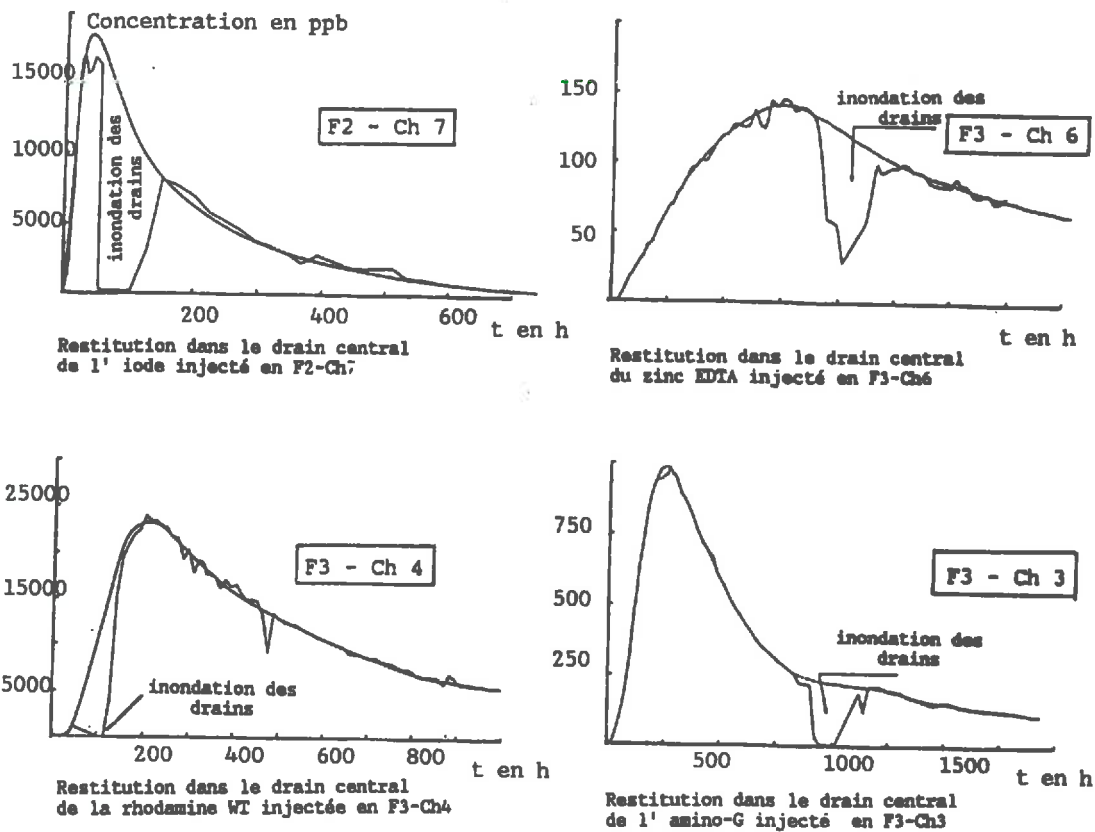 Concentration en ppb
15000
10000
5000
F2 - Ch 7
inondation des
drains
200
400
600
t en h
Restitution dans le drain central
de l' iode injecté en F2-Ch7
150
100
50
inondation des
drains
F3 - Ch 6
t en h
Restitution dans le drain central
du zinc EDTA injecté en F3-Ch6
25000
15000
5000
F3 - Ch 4
inondation des
drains
200
400
600
800
t en h
Restitution dans le drain central
de la rhodamine WT injectée en F3-Ch4
750
500
250
F3 - Ch 3
inondation des
drains
500
1000
1500
t en h
Restitution dans le drain central
de l' amino-G injecté en F3-Ch3